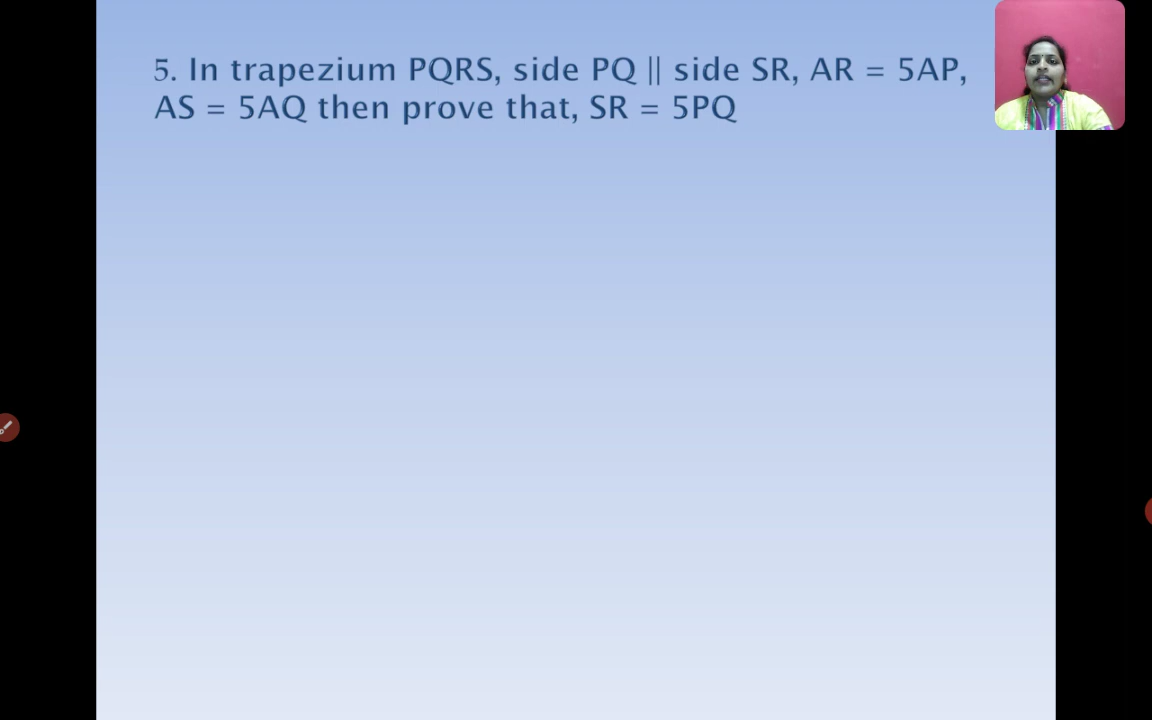 5. In trapezium PQRS, side PQ || side SR, AR = 5AP,
AS = 5AQ then prove that, SR = 5PQ